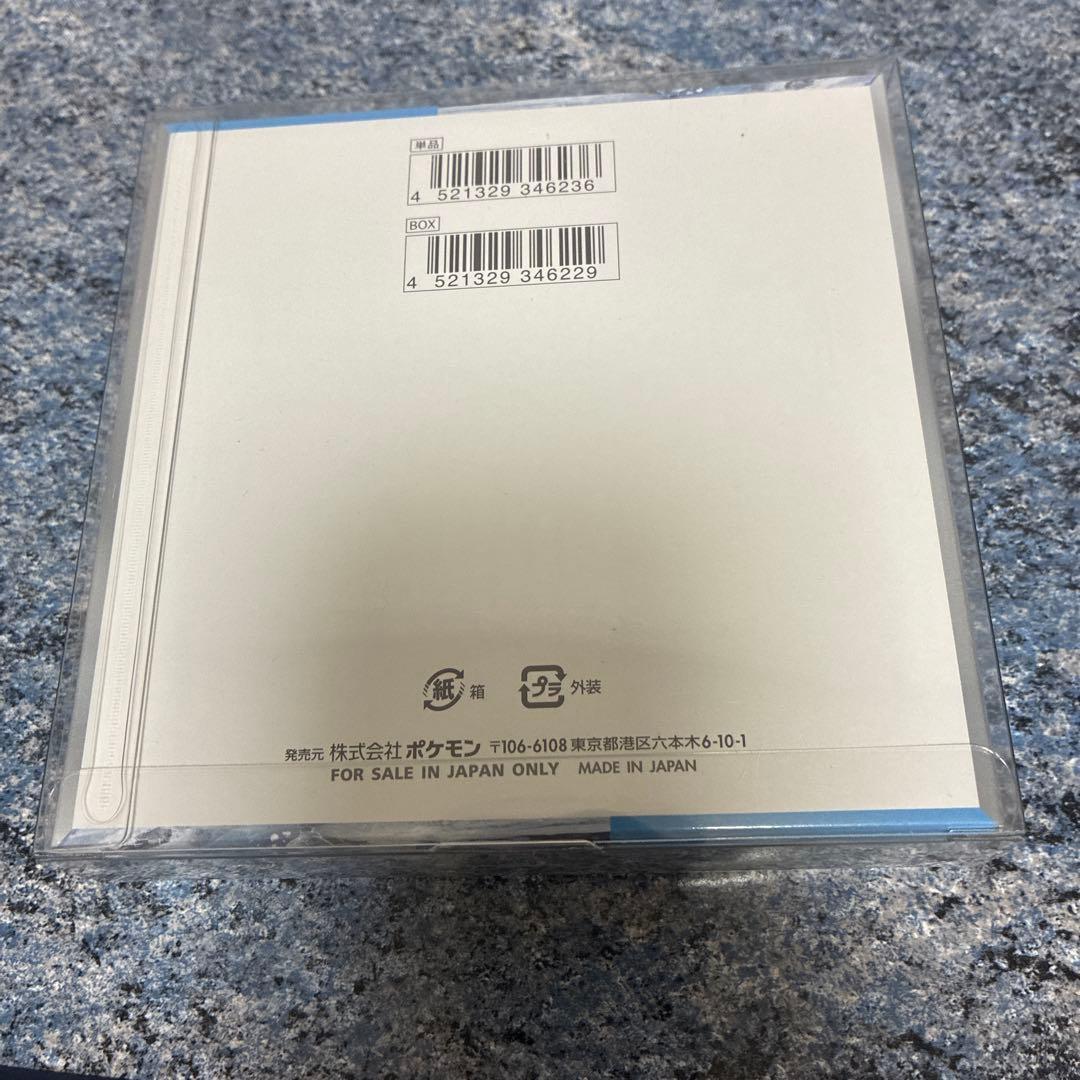 単品
4 521329 346236
BOX
4 521329 346229
紙 箱 プラ 外装
発売元 株式会社 ポケモン 〒106-6108 東京都港区六本木6-10-1
FOR SALE IN JAPAN ONLY MADE IN JAPAN